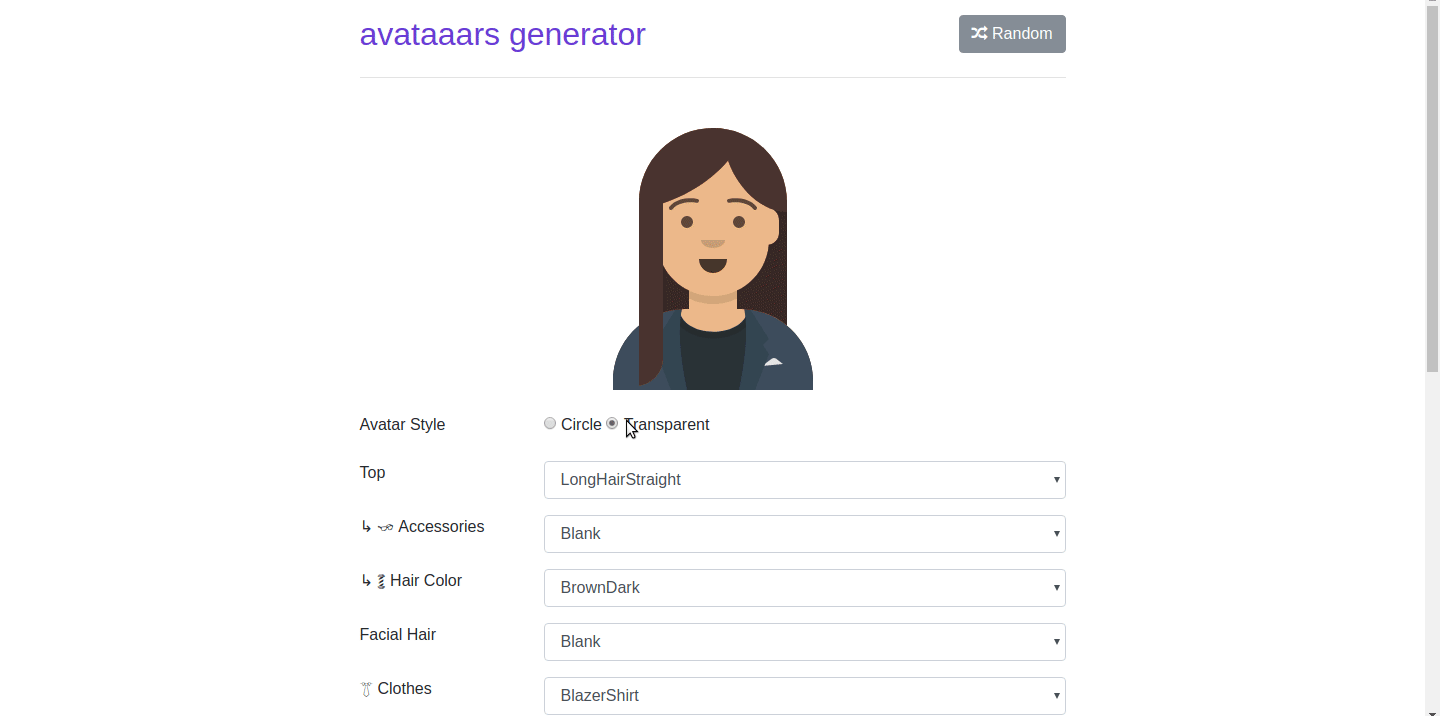 avataaars generator
Random
Avatar Style
Circle Transparent
Top
LongHairStraight
↳ 👓 Accessories
Blank
↳ 💈 Hair Color
BrownDark
Facial Hair
Blank
👔 Clothes
BlazerShirt